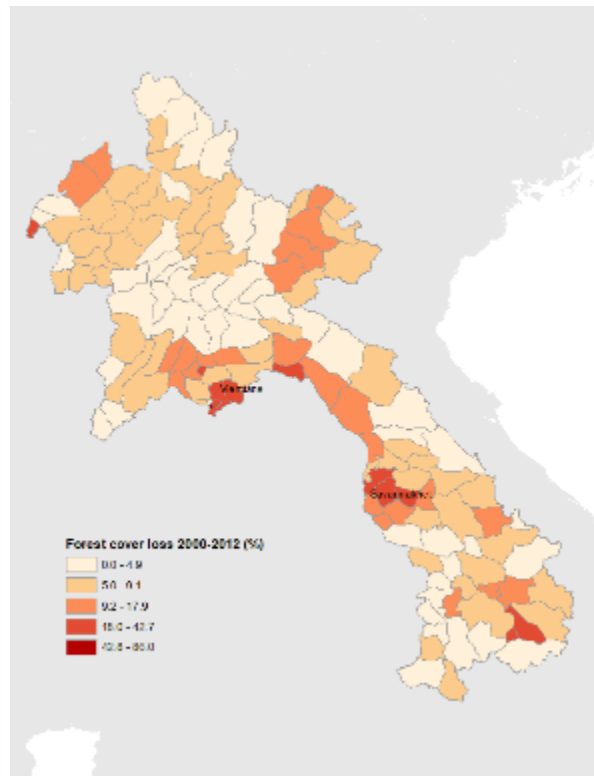 Vientiane
Savannakhet
Forest cover loss 2000-2012 (%)
0.0 - 4.9
5.0 - 9.1
9.2 - 17.9
18.0 - 42.7
42.8 - 86.0